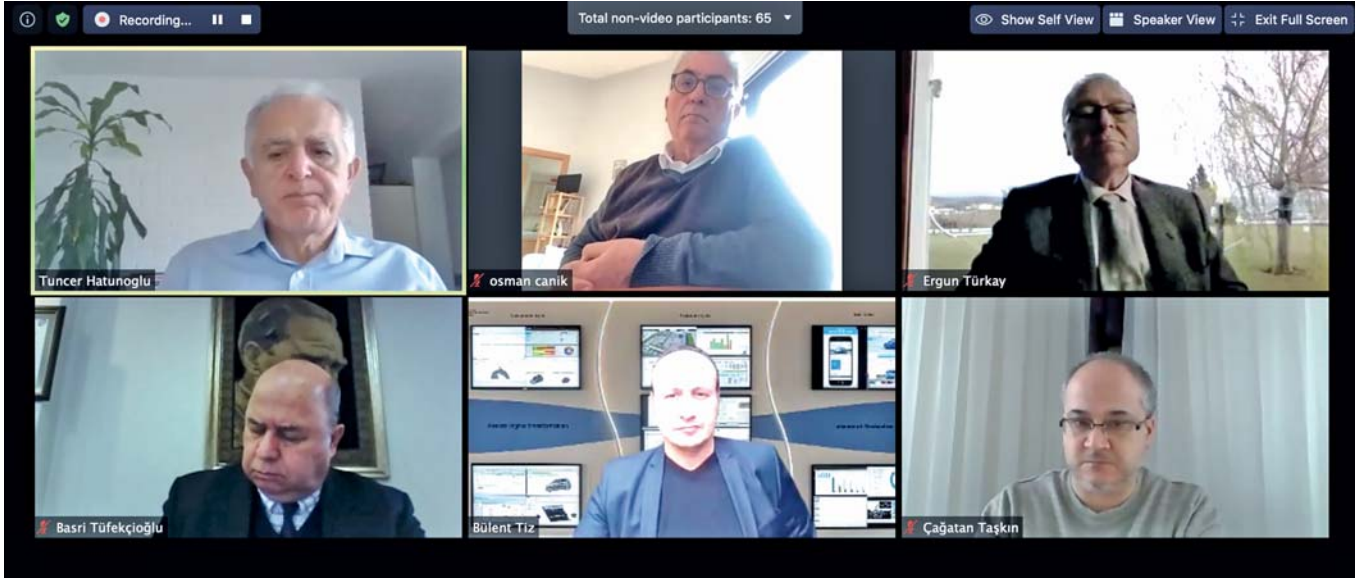 Recording...
Total non-video participants: 65
Show Self View
Speaker View
Exit Full Screen
Tuncer Hatunoglu
osman canik
Ergun Türkay
Basri Tüfekçioğlu
Bülent Tiz
Çağatan Taşkın